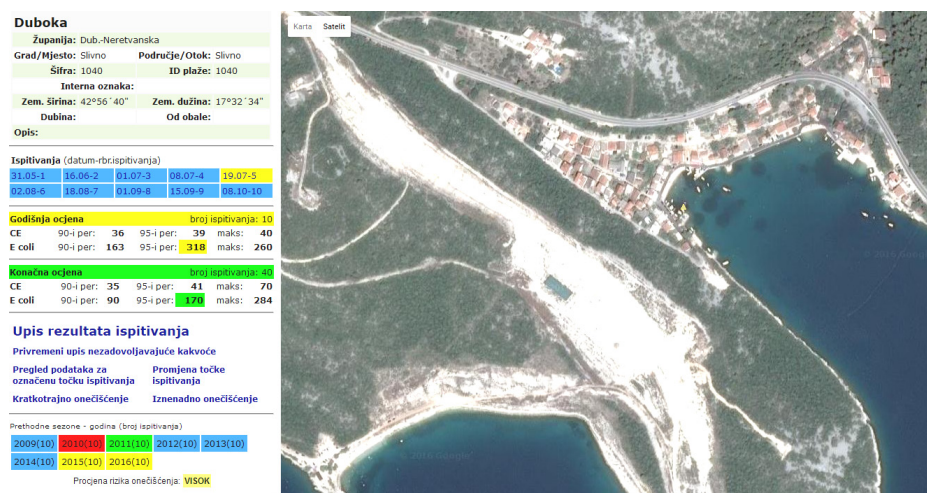 Duboka
Županija: Dub.-Neretvanska
Grad/Mjesto: Slivno Područje/Otok: Slivno
Šifra: 1040 ID plaže: 1040
Interna oznaka:
Zem. širina: 42°56´40" Zem. dužina: 17°32´34"
Dubina: Od obale:
Opis:
Ispitivanja (datum-rbr.ispitivanja)
31.05-1 16.06-2 01.07-3 08.07-4 19.07-5
02.08-6 18.08-7 01.09-8 15.09-9 08.10-10
Godišnja ocjena broj ispitivanja: 10
CE 90-i per: 36 95-i per: 39 maks: 40
E coli 90-i per: 163 95-i per: 318 maks: 260
Konačna ocjena broj ispitivanja: 40
CE 90-i per: 35 95-i per: 41 maks: 70
E coli 90-i per: 90 95-i per: 170 maks: 284
Upis rezultata ispitivanja
Privremeni upis nezadovoljavajuće kakvoće
Pregled podataka za Promjena točke
označenu točku ispitivanja ispitivanja
Kratkotrajno onečišćenje Iznenadno onečišćenje
Prethodne sezone - godina (broj ispitivanja)
2009(10) 2010(10) 2011(10) 2012(10) 2013(10)
2014(10) 2015(10) 2016(10)
Procjena rizika onečišćenja: VISOK
Karta Satelit
© 2016 Google
© 2016 Google